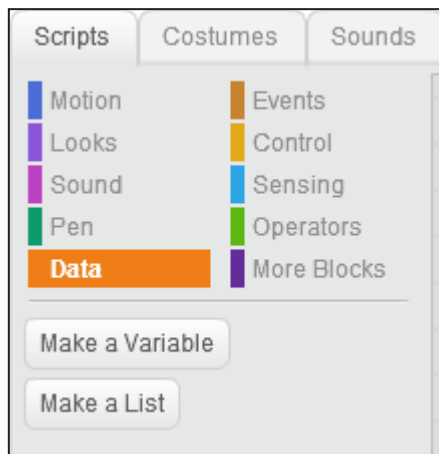 Scripts Costumes Sounds
Motion Events
Looks Control
Sound Sensing
Pen Operators
Data More Blocks
Make a Variable
Make a List